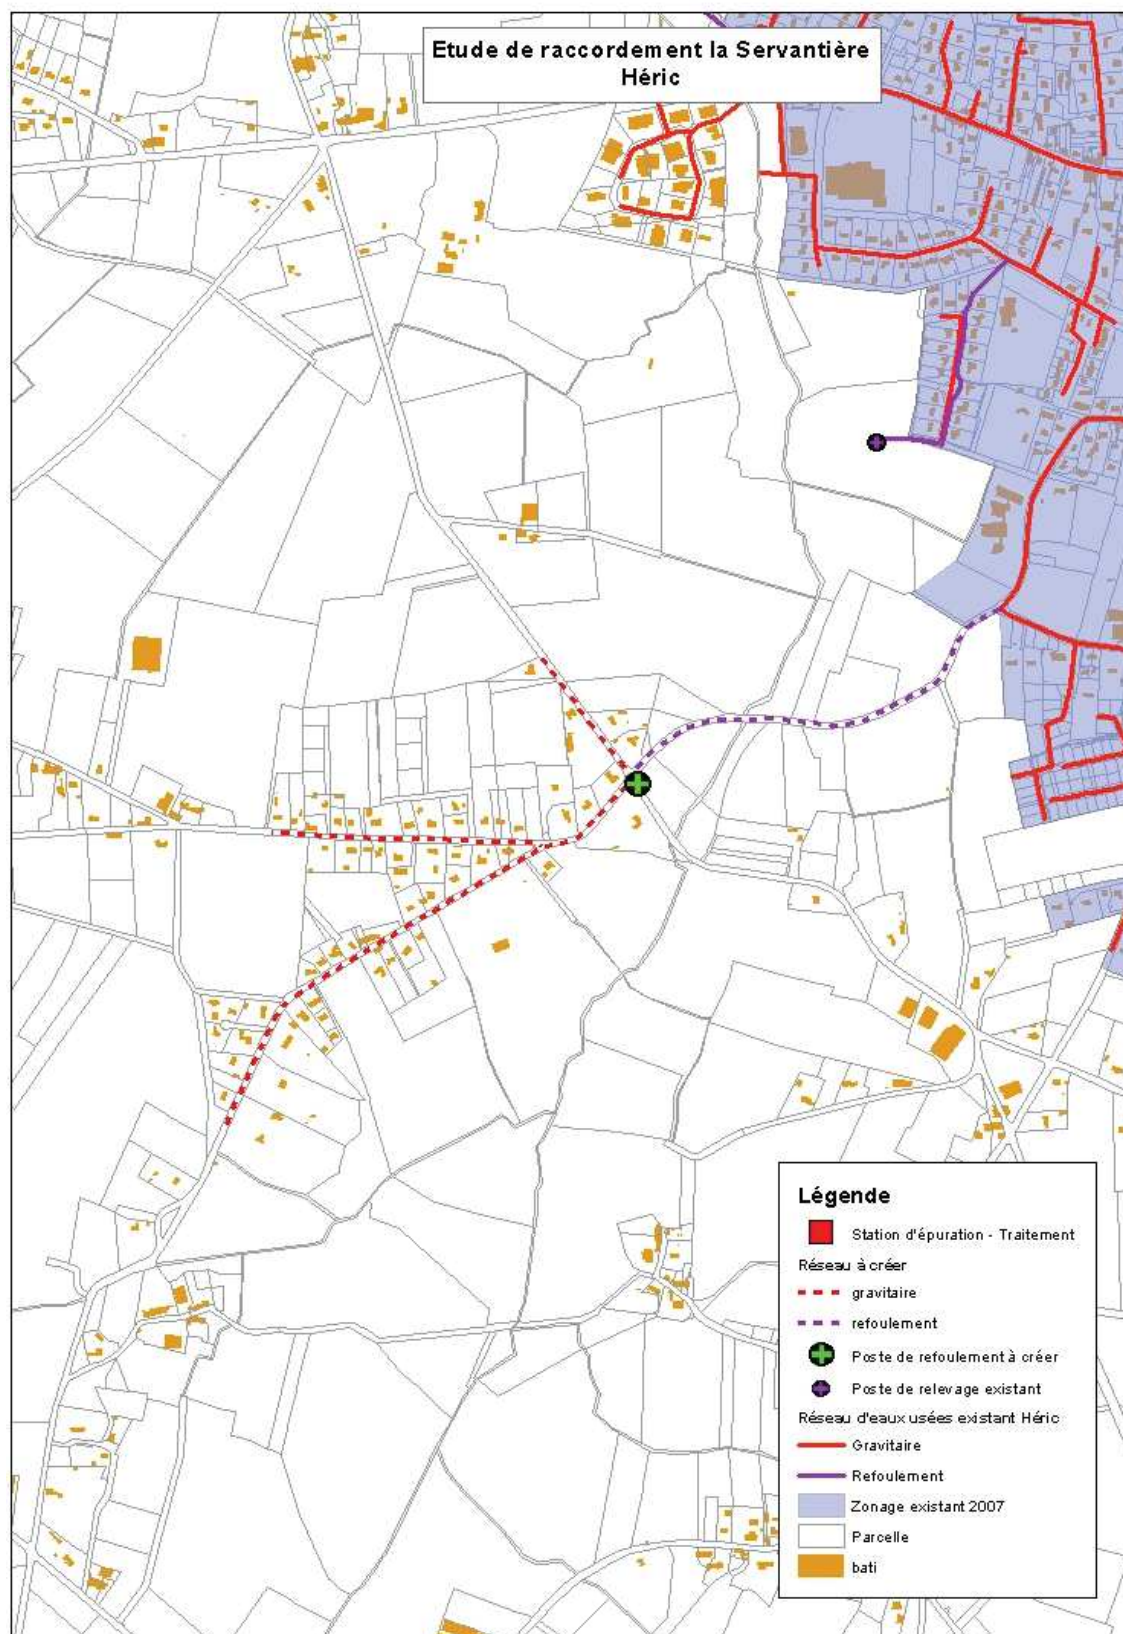 Etude de raccordement la Servantière
Héric
Légende
Station d'épuration - Traitement
Réseau à créer
gravitaire
refoulement
Poste de refoulement à créer
Poste de relevage existant
Réseau d'eaux usées existant Héric
Gravitaire
Refoulement
Zonage existant 2007
Parcelle
bati